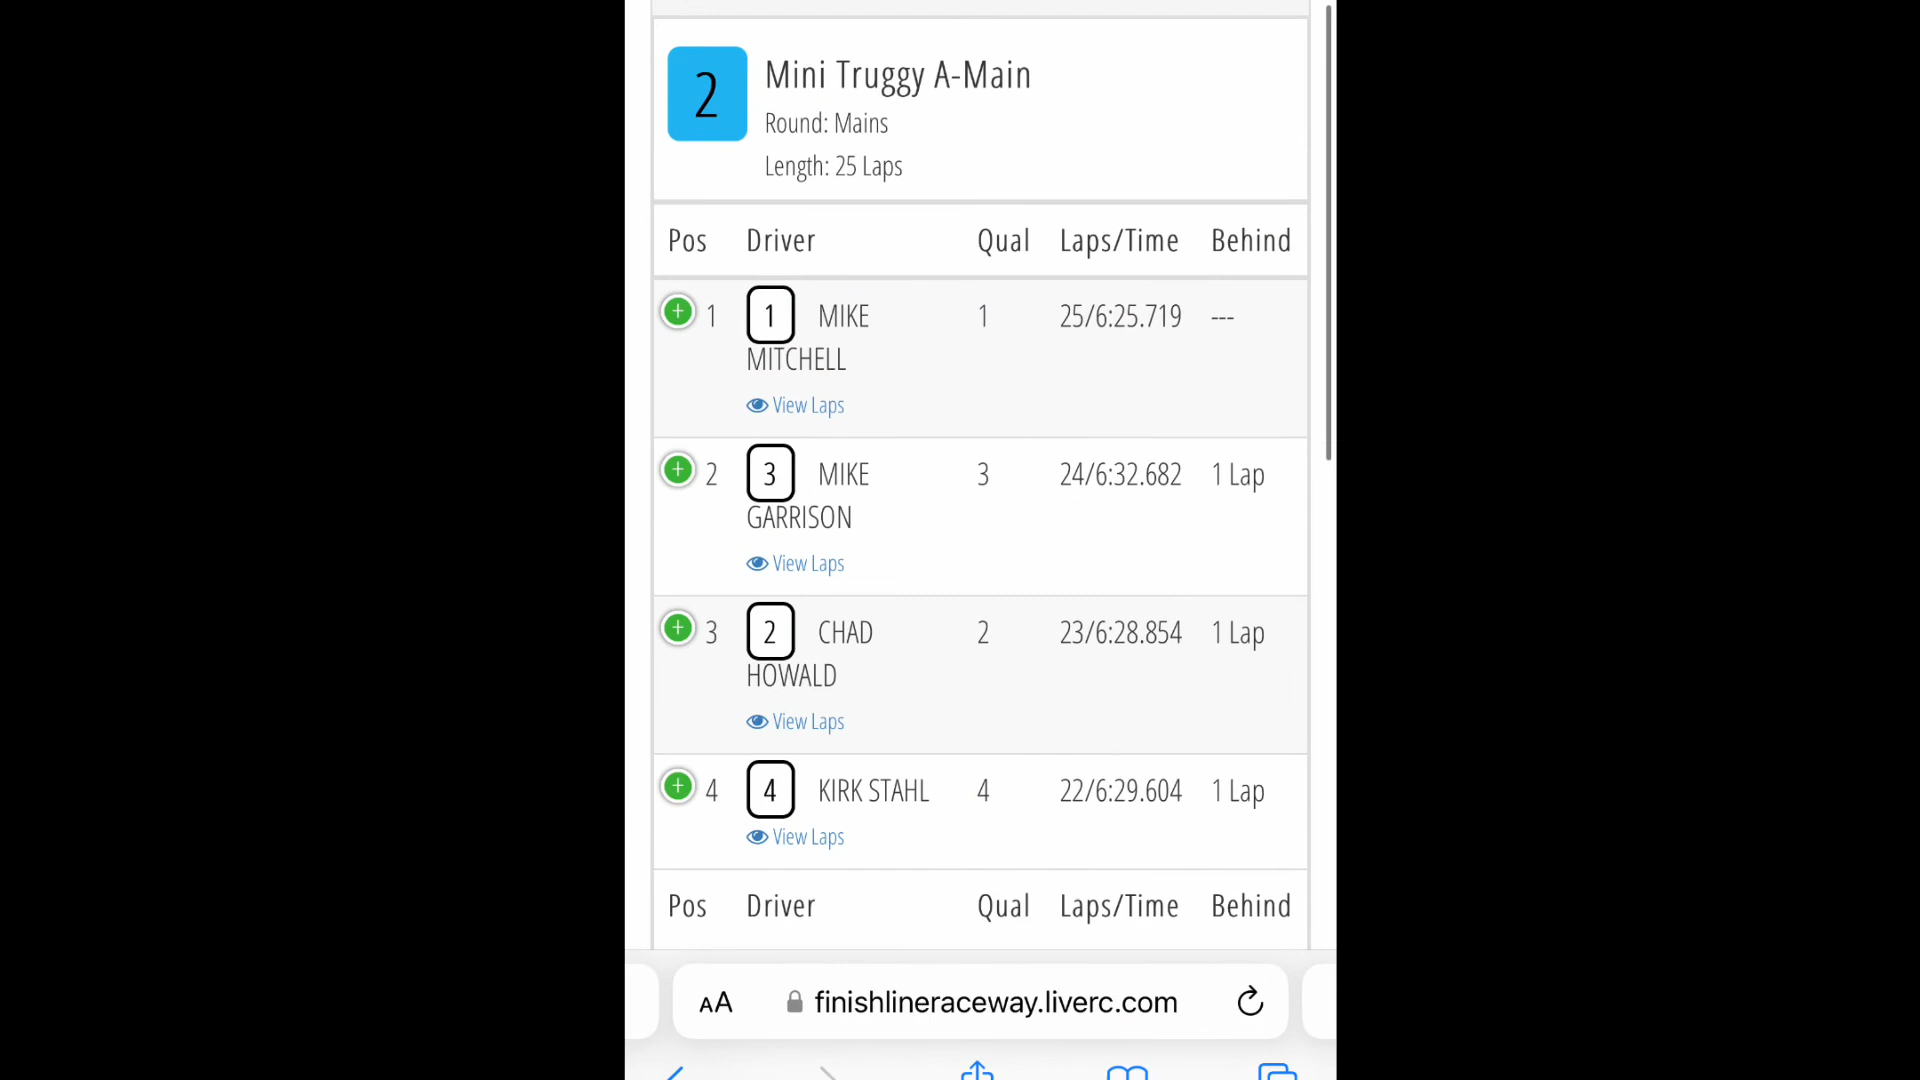 2
Mini Truggy A-Main
Round: Mains
Length: 25 Laps
Pos Driver Qual Laps/Time Behind
1 1 MIKE 1 25/6:25.719 ---
MITCHELL
View Laps
2 3 MIKE 3 24/6:32.682 1 Lap
GARRISON
View Laps
3 2 CHAD 2 23/6:28.854 1 Lap
HOWALD
View Laps
4 4 KIRK STAHL 4 22/6:29.604 1 Lap
View Laps
Pos Driver Qual Laps/Time Behind
AA finishlineraceway.liverc.com